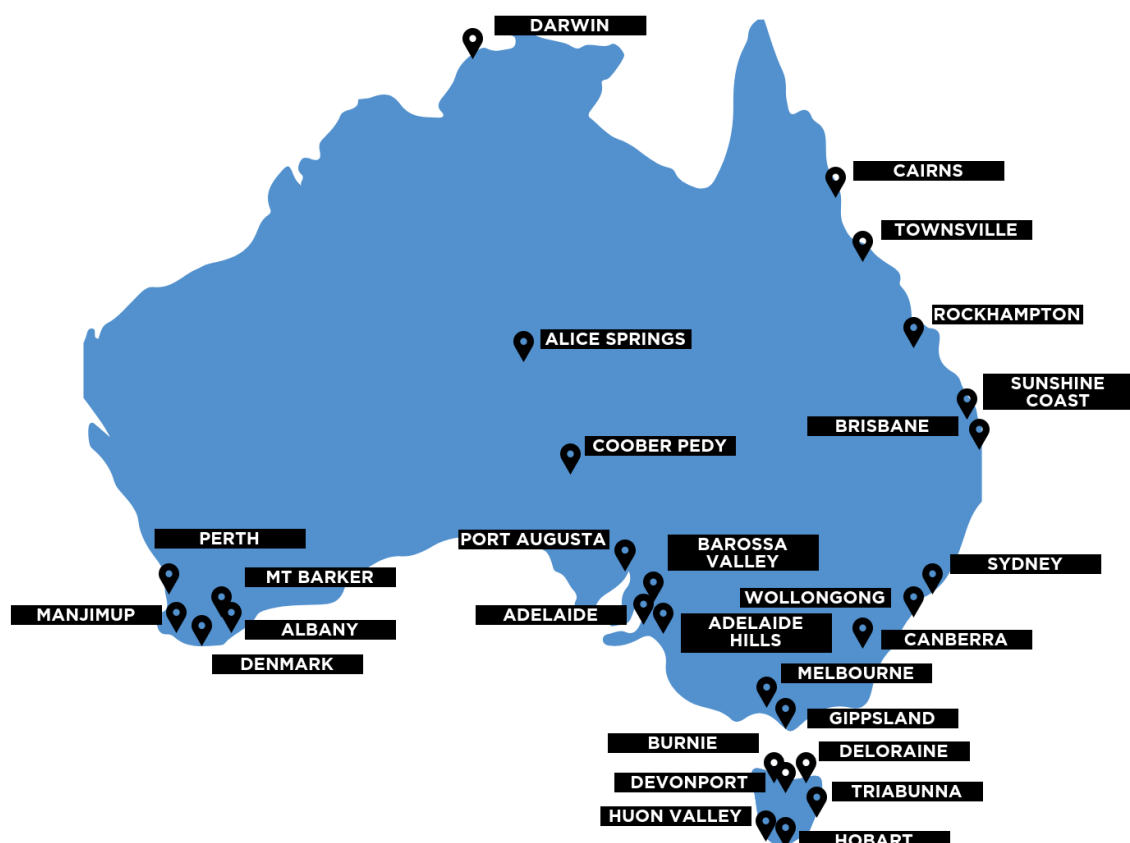 DARWIN
CAIRNS
TOWNSVILLE
ROCKHAMPTON
ALICE SPRINGS
SUNSHINE
COAST
BRISBANE
COOBER PEDY
PERTH
PORT AUGUSTA
BAROSSA
VALLEY
SYDNEY
MT BARKER
WOLLONGONG
MANJIMUP
ADELAIDE
ADELAIDE
HILLS
ALBANY
CANBERRA
DENMARK
MELBOURNE
GIPPSLAND
BURNIE
DELORAINE
DEVONPORT
TRIABUNNA
HUON VALLEY
HOBART